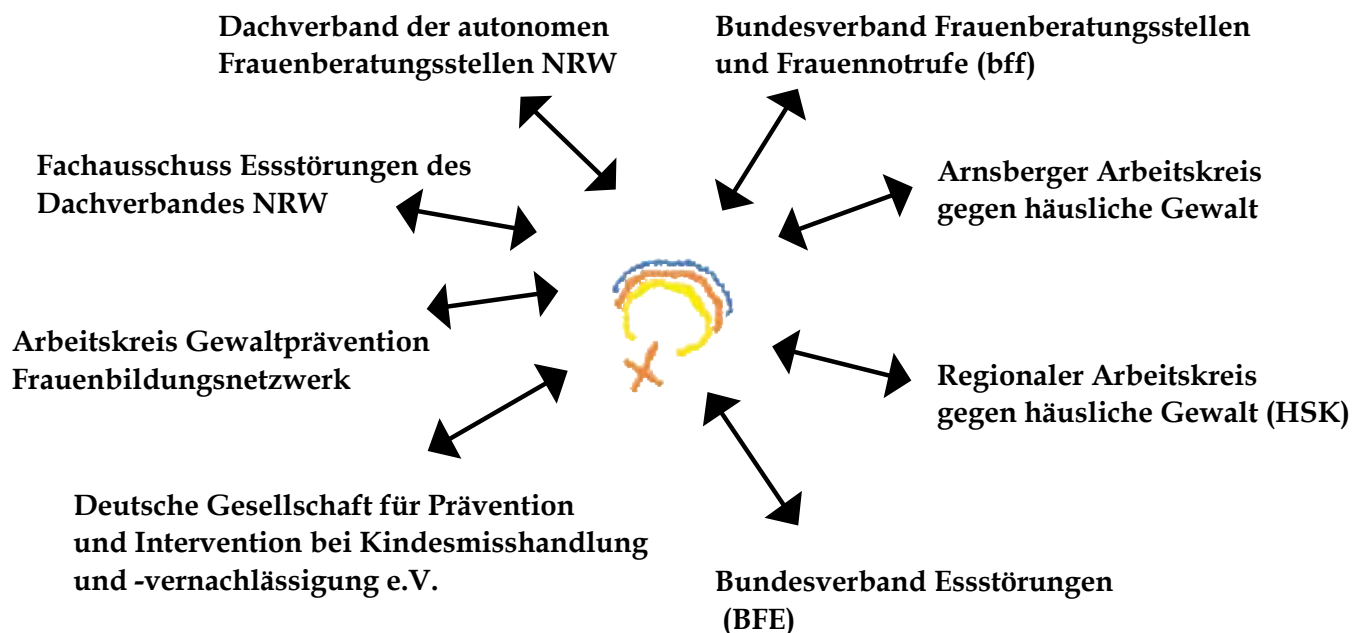 Dachverband der autonomen
Frauenberatungsstellen NRW
Bundesverband Frauenberatungsstellen
und Frauennotrufe (bff)
Fachausschuss Essstörungen des
Dachverbandes NRW
Arnsberger Arbeitskreis
gegen häusliche Gewalt
Arbeitskreis Gewaltprävention
Frauenbildungsnetzwerk
Regionaler Arbeitskreis
gegen häusliche Gewalt (HSK)
Deutsche Gesellschaft für Prävention
und Intervention bei Kindesmisshandlung
und -vernachlässigung e.V.
Bundesverband Essstörungen
(BFE)